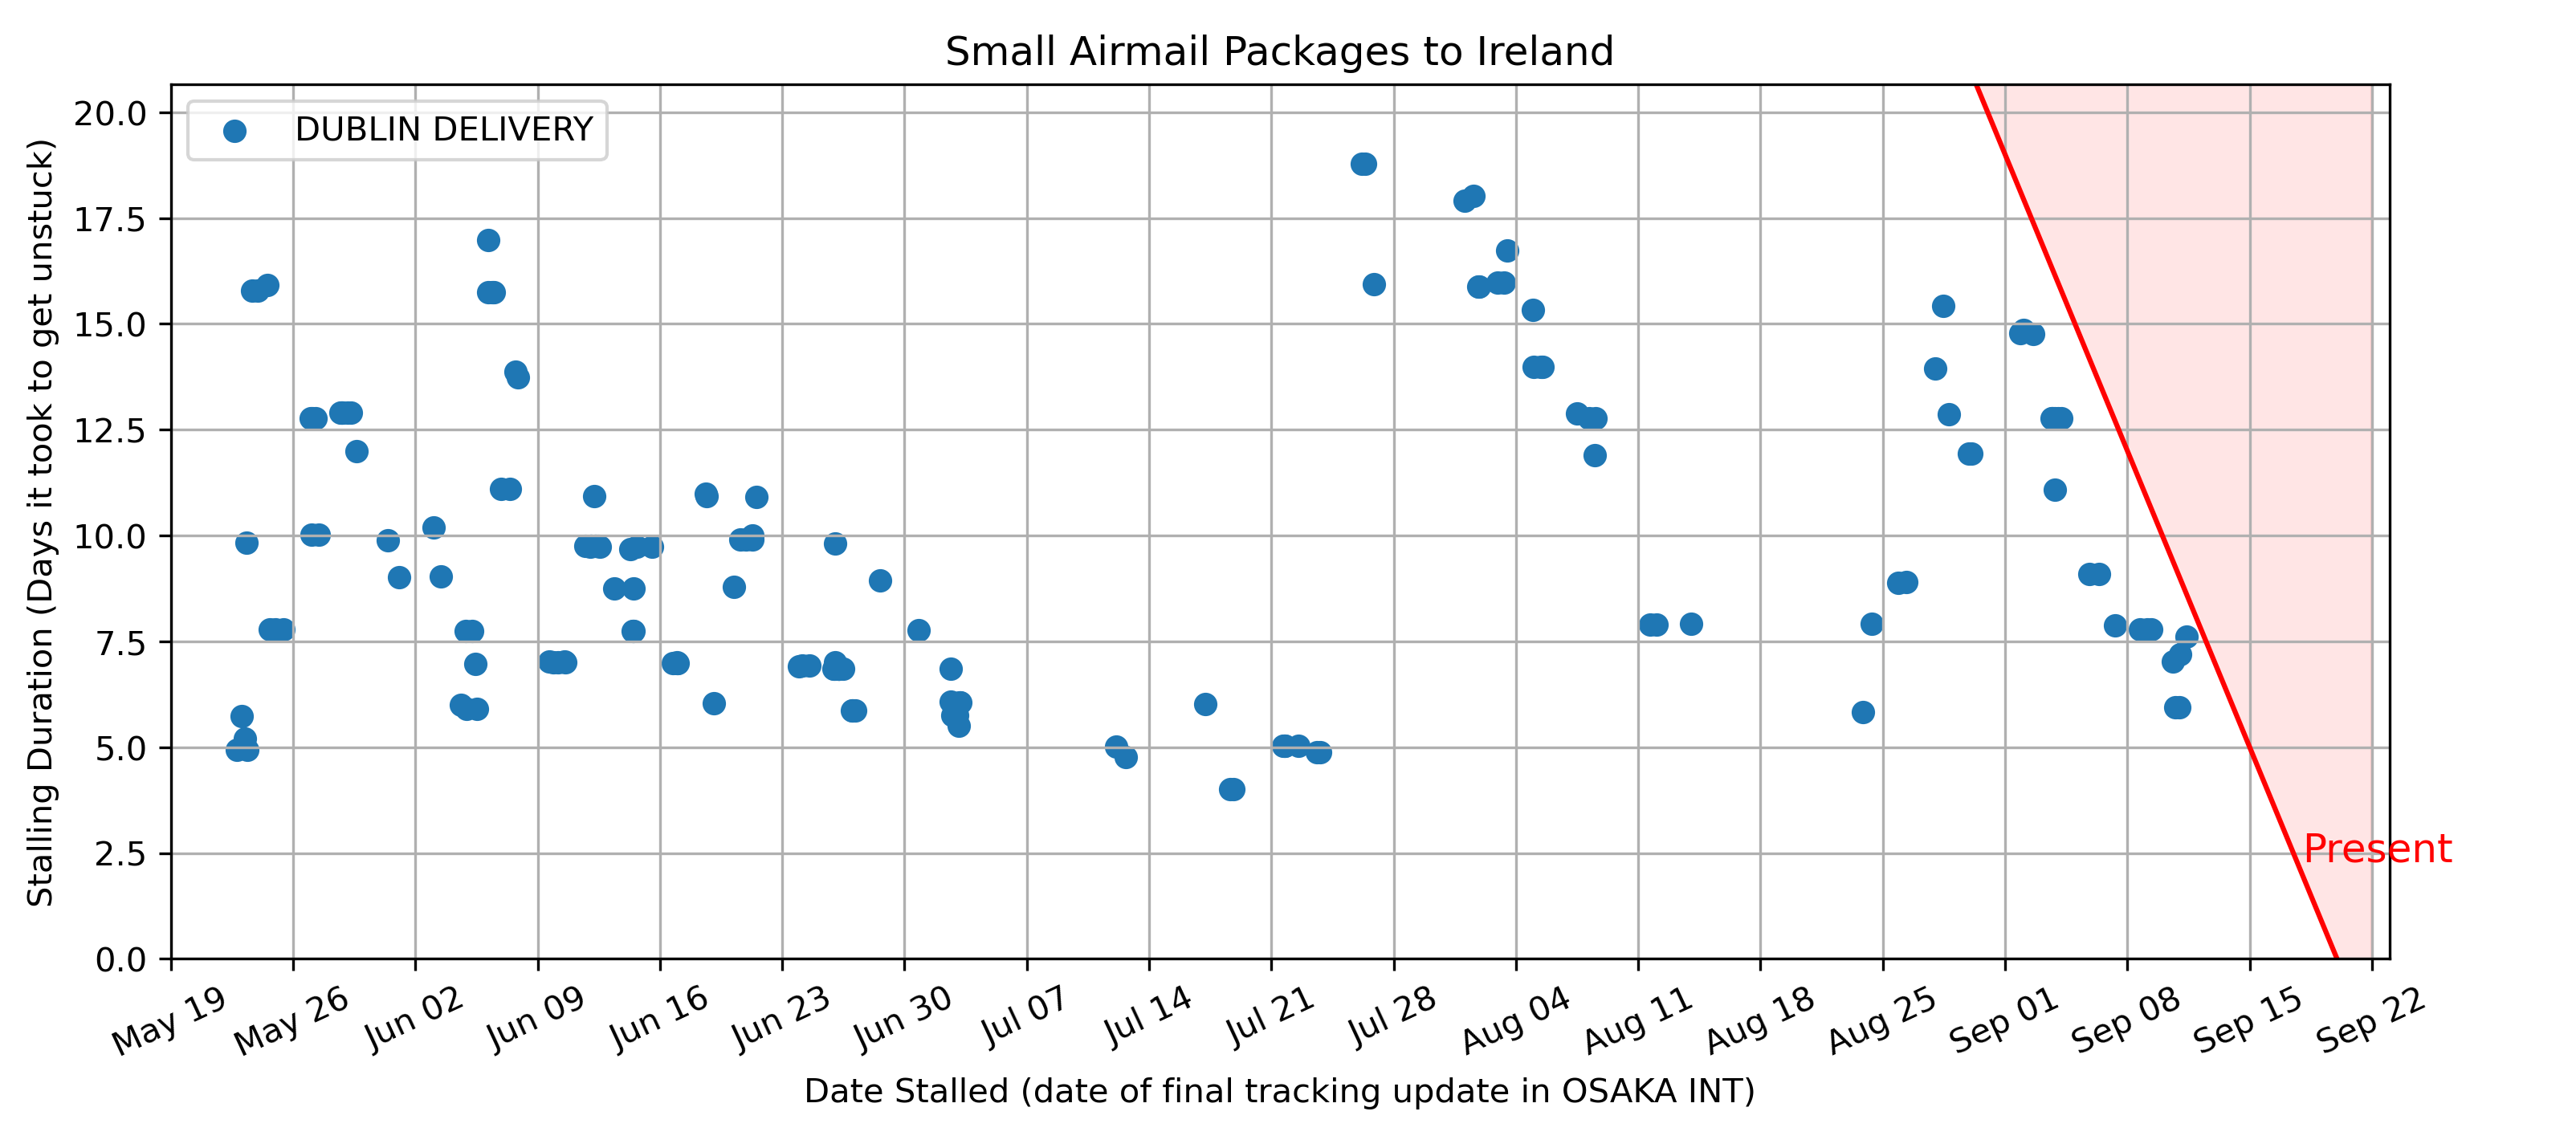 Small Airmail Packages to Ireland
DUBLIN DELIVERY
Stalling Duration (Days it took to get unstuck)
20.0
17.5
15.0
12.5
10.0
7.5
5.0
2.5
0.0
Present
May 19
May 26
Jun 02
Jun 09
Jun 16
Jun 23
Jun 30
Jul 07
Jul 14
Jul 21
Jul 28
Aug 04
Aug 11
Aug 18
Aug 25
Sep 01
Sep 08
Sep 15
Sep 22
Date Stalled (date of final tracking update in OSAKA INT)